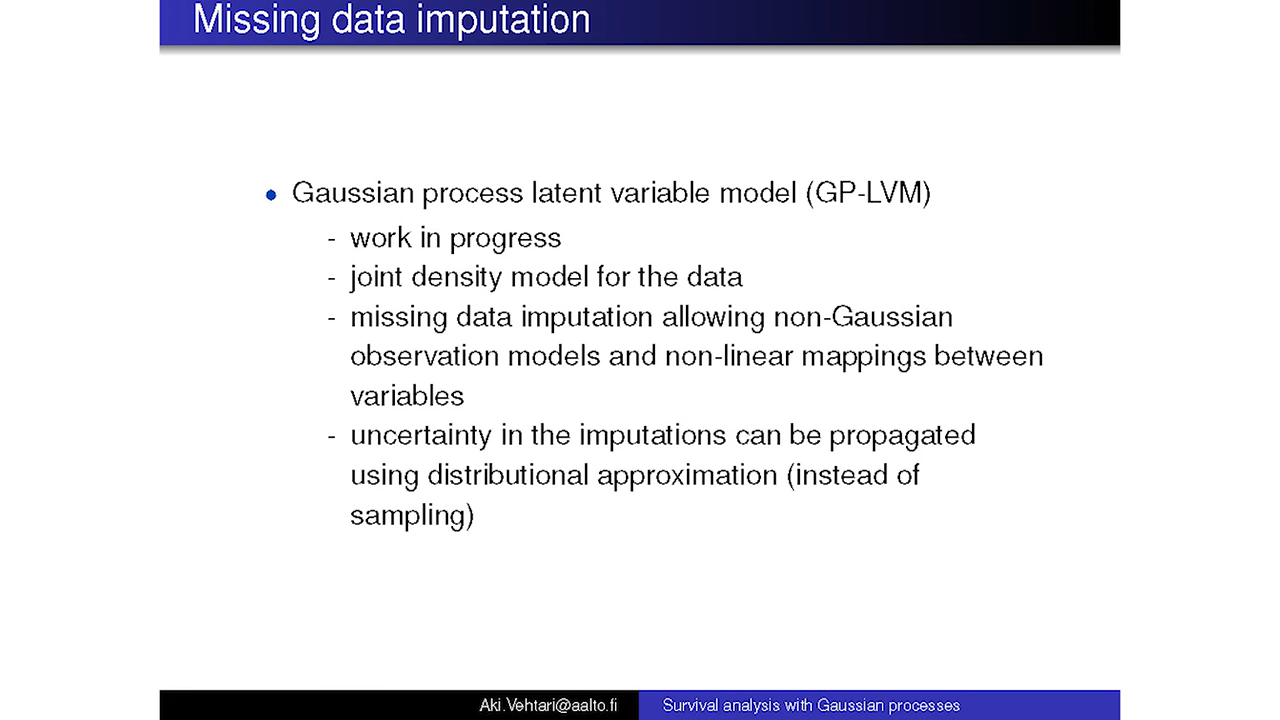 Missing data imputation
• Gaussian process latent variable model (GP-LVM)
- work in progress
- joint density model for the data
- missing data imputation allowing non-Gaussian
observation models and non-linear mappings between
variables
- uncertainty in the imputations can be propagated
using distributional approximation (instead of
sampling)
Aki.Vehtari@aalto.fi Survival analysis with Gaussian processes